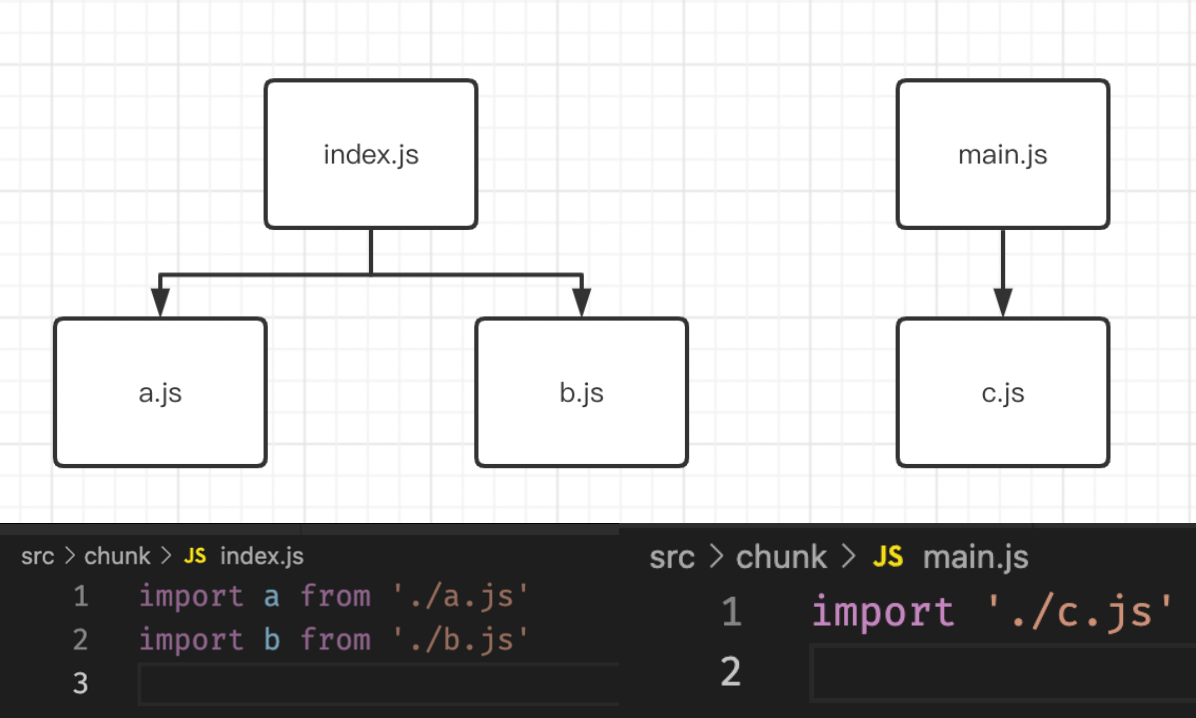 index.js
main.js
a.js
b.js
c.js
src > chunk > JS index.js
1 import a from './a.js'
2 import b from './b.js'
3
src > chunk > JS main.js
1 import './c.js'
2